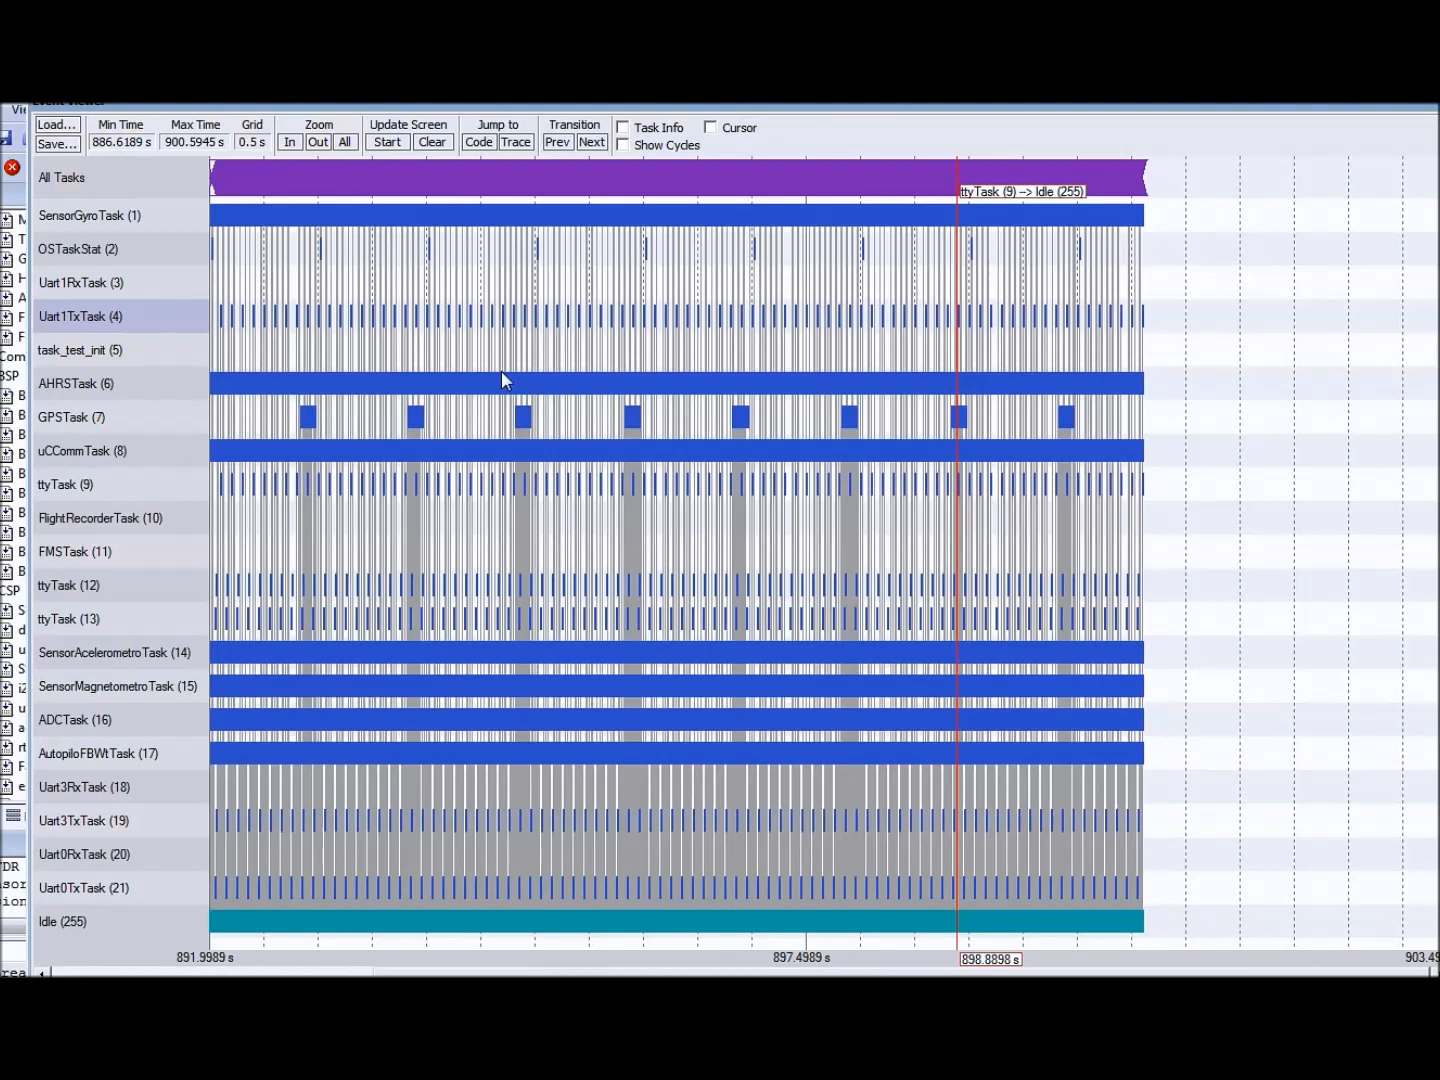 Load...
Min Time
Max Time
Grid
Zoom
Update Screen
Jump to
Transition
Task Info
Cursor
Save...
886.6189 s
900.5945 s
0.5 s
In
Out
All
Start
Clear
Code
Trace
Prev
Next
Show Cycles
All Tasks
ttyTask (9) --> Idle (255)
SensorGyroTask (1)
OSTaskStat (2)
Uart1RxTask (3)
Uart1TxTask (4)
task_test_init (5)
AHRSTask (6)
GPSTask (7)
uCCommTask (8)
ttyTask (9)
FlightRecorderTask (10)
FMSTask (11)
ttyTask (12)
ttyTask (13)
SensorAcelerometroTask (14)
SensorMagnetometroTask (15)
ADCTask (16)
AutopiloFBWtTask (17)
Uart3RxTask (18)
Uart3TxTask (19)
Uart0RxTask (20)
Uart0TxTask (21)
Idle (255)
891.9989 s
897.4989 s
898.8898 s
903.49